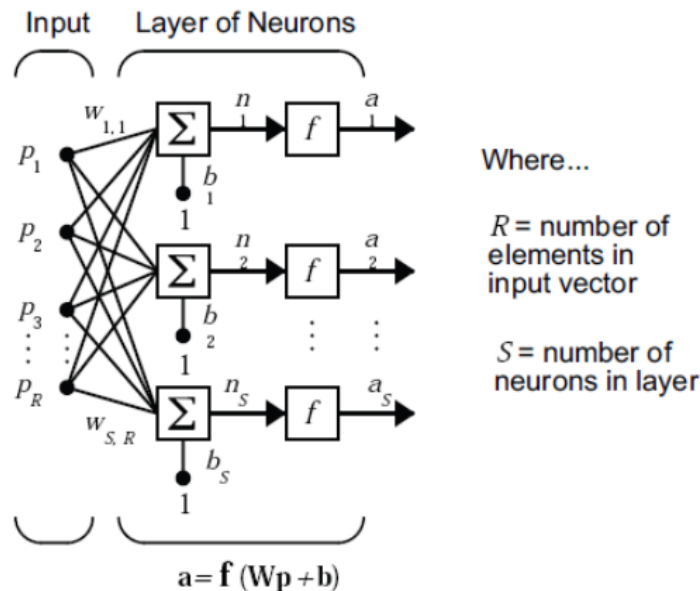 Input
Layer of Neurons
w1,1
n1
a1
p1
Σ
f
b1
1
Where...
p2
n2
a2
Σ
f
R = number of
elements in
input vector
p3
b2
1
S = number of
neurons in layer
pR
nS
aS
Σ
f
wS, R
bS
1
a= f (Wp +b)